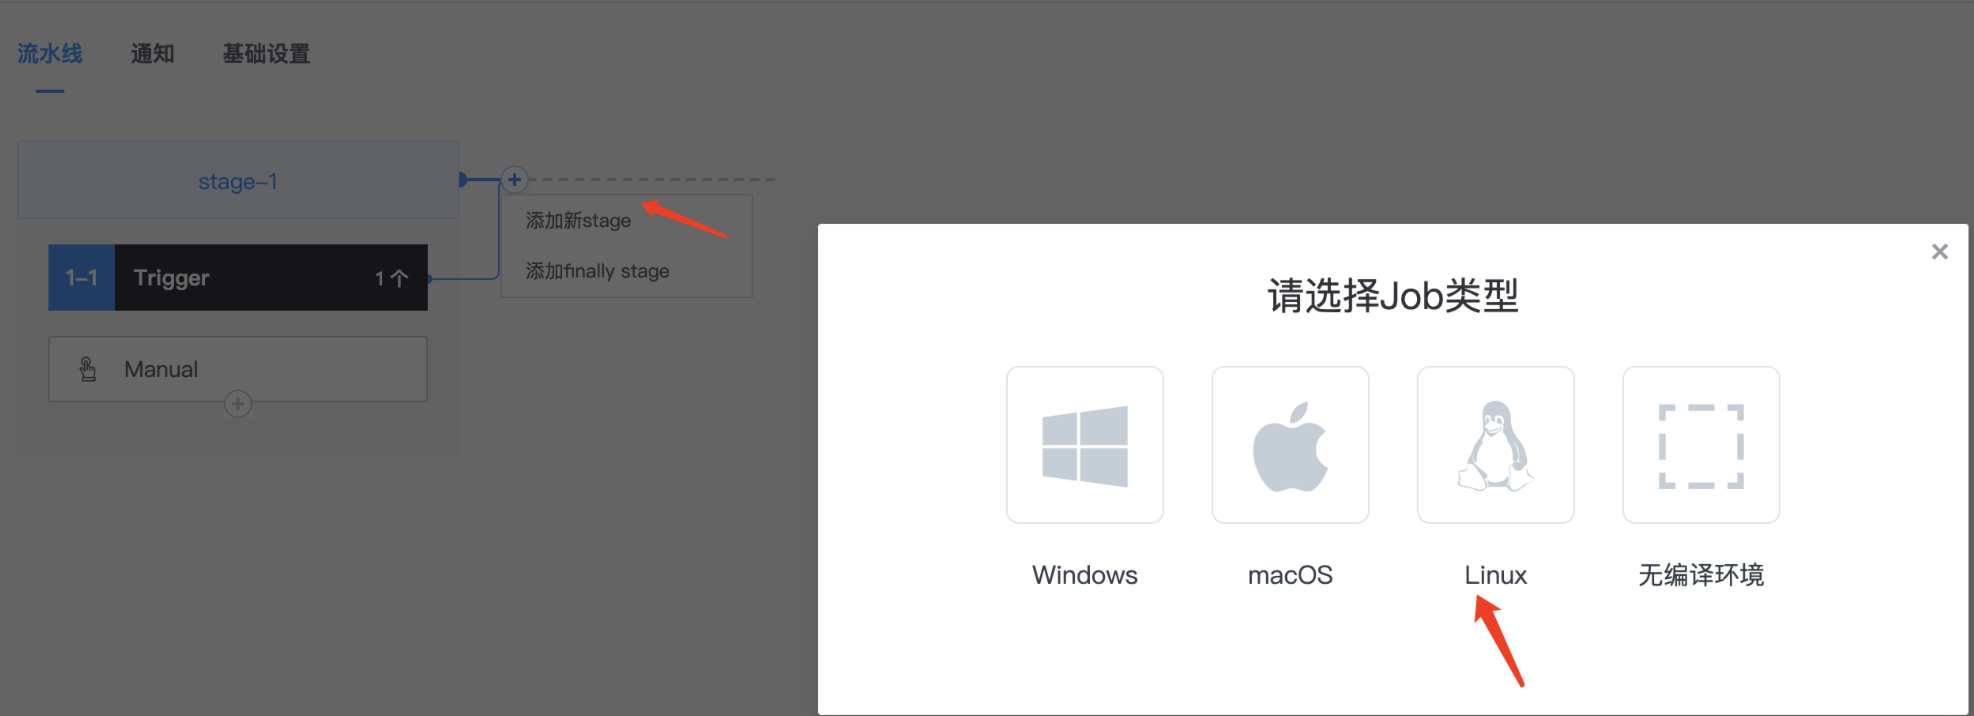 流水线 通知 基础设置
stage-1
添加新stage
添加finally stage
1-1 Trigger 1个
Manual
请选择Job类型
Windows macOS Linux 无编译环境